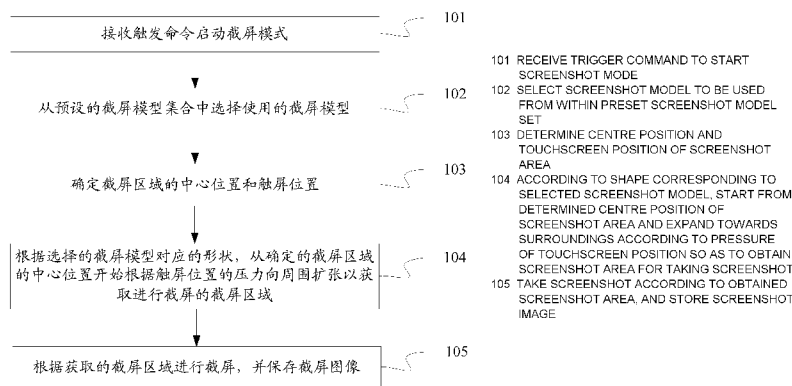 接收触发命令启动截屏模式
101
从预设的截屏模型集合中选择使用的截屏模型
102
确定截屏区域的中心位置和触屏位置
103
根据选择的截屏模型对应的形状，从确定的截屏区域
的中心位置开始根据触屏位置的压力向周围扩张以获
取进行截屏的截屏区域
104
根据获取的截屏区域进行截屏，并保存截屏图像
105
101 RECEIVE TRIGGER COMMAND TO START
SCREENSHOT MODE
102 SELECT SCREENSHOT MODEL TO BE USED
FROM WITHIN PRESET SCREENSHOT MODEL
SET
103 DETERMINE CENTRE POSITION AND
TOUCHSCREEN POSITION OF SCREENSHOT
AREA
104 ACCORDING TO SHAPE CORRESPONDING TO
SELECTED SCREENSHOT MODEL, START FROM
DETERMINED CENTRE POSITION OF
SCREENSHOT AREA AND EXPAND TOWARDS
SURROUNDINGS ACCORDING TO PRESSURE
OF TOUCHSCREEN POSITION SO AS TO OBTAIN
SCREENSHOT AREA FOR TAKING SCREENSHOT
105 TAKE SCREENSHOT ACCORDING TO OBTAINED
SCREENSHOT AREA, AND STORE SCREENSHOT
IMAGE